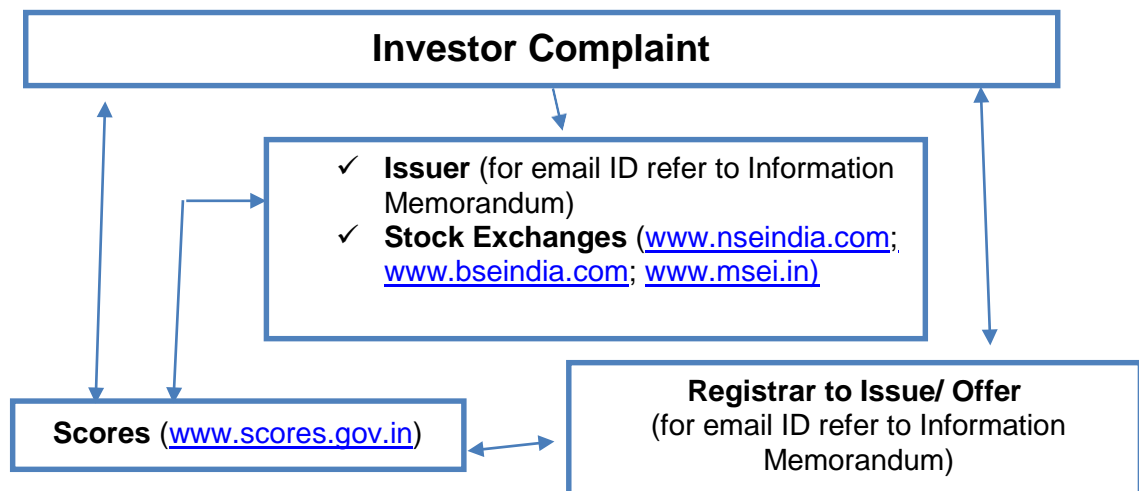 Investor Complaint
✓ Issuer (for email ID refer to Information
Memorandum)
✓ Stock Exchanges (www.nseindia.com;
www.bseindia.com; www.msei.in)
Registrar to Issue/ Offer
(for email ID refer to Information
Memorandum)
Scores (www.scores.gov.in)